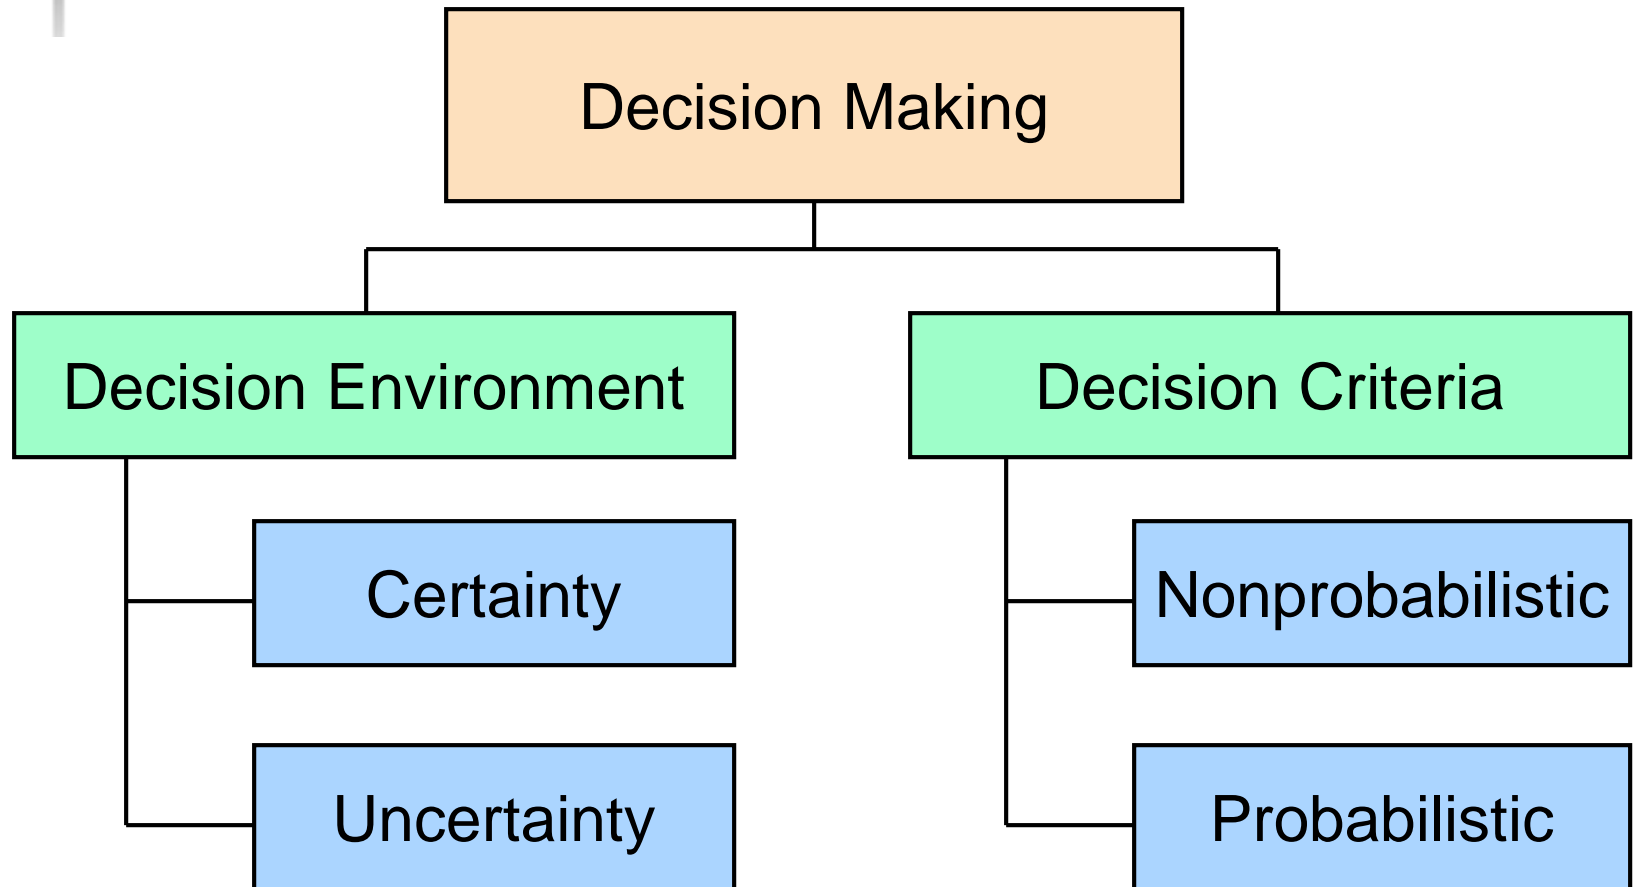 Decision Making
Decision Environment
Decision Criteria
Certainty
Nonprobabilistic
Uncertainty
Probabilistic